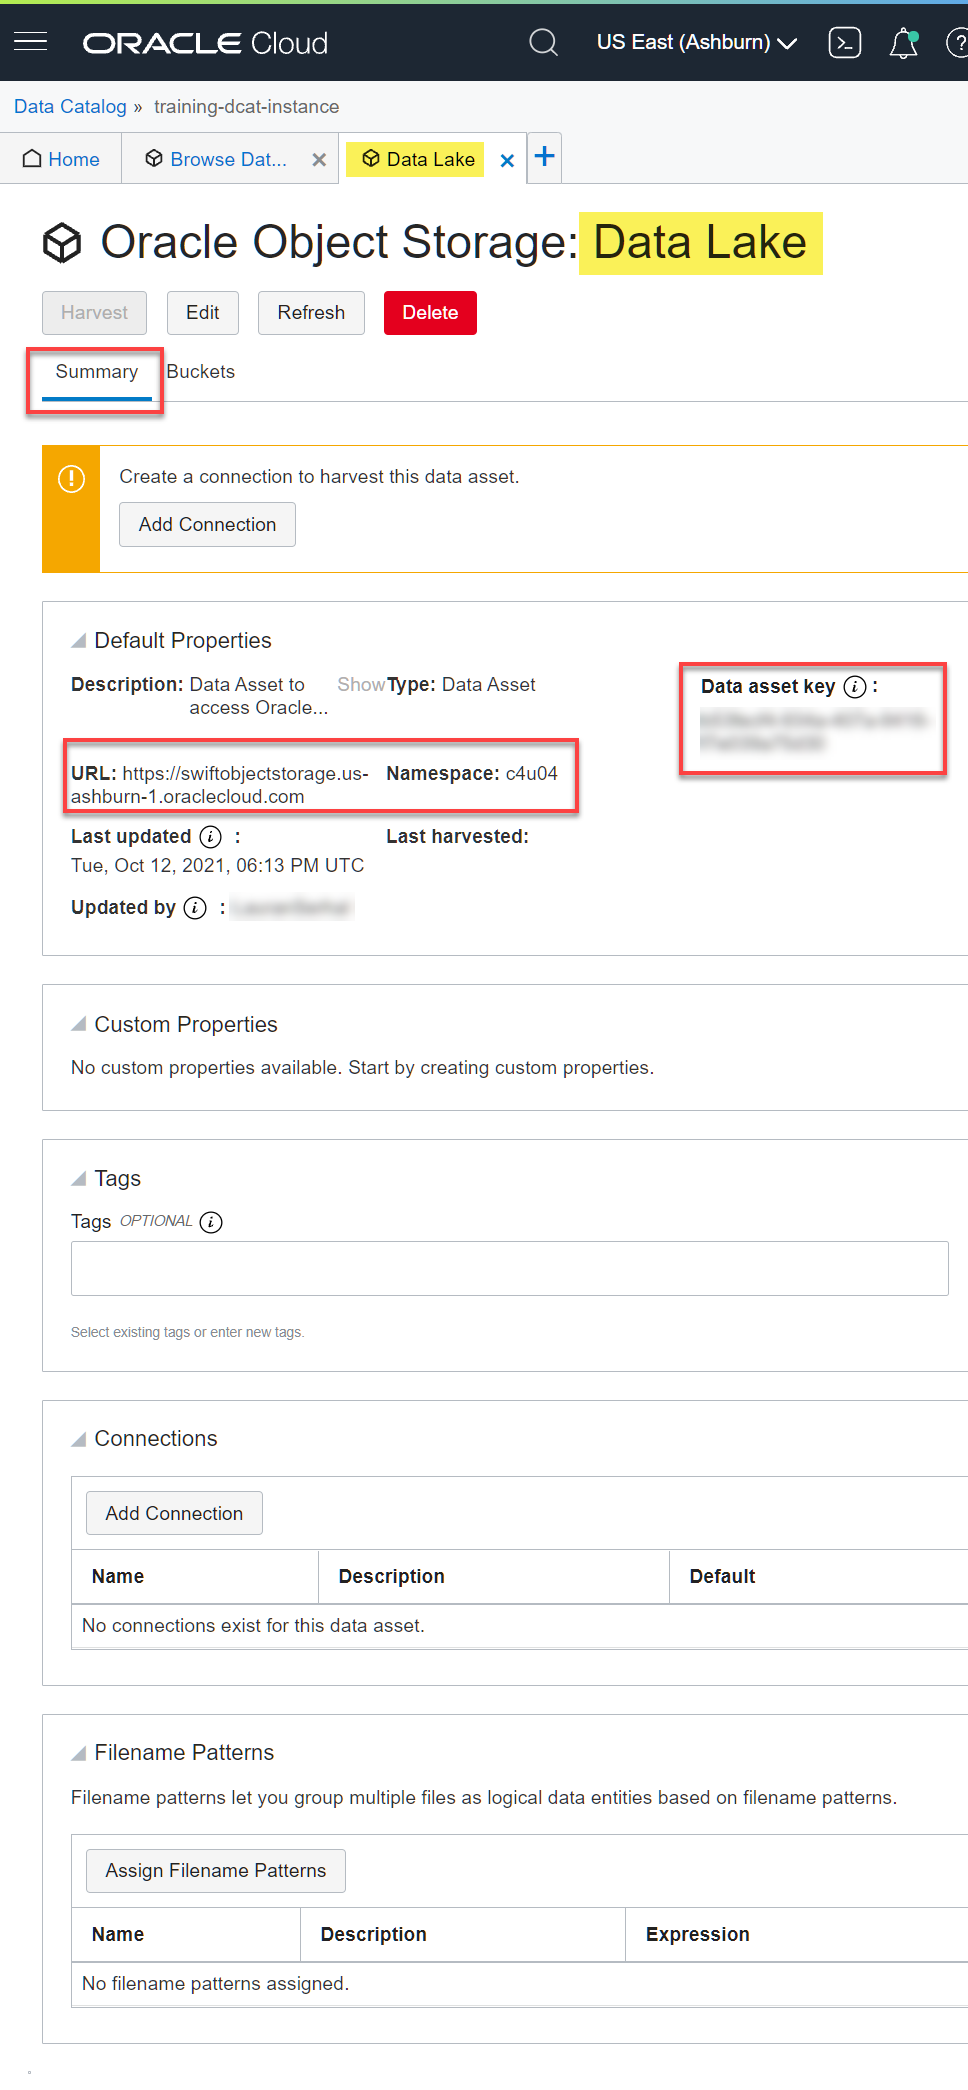 ORACLE Cloud
US East (Ashburn)
Data Catalog » training-dcat-instance
Home
Browse Dat...
Data Lake
Oracle Object Storage: Data Lake
Harvest Edit Refresh Delete
Summary Buckets
Create a connection to harvest this data asset.
Add Connection
Default Properties
Description: Data Asset to access Oracle... Show
Type: Data Asset
Data asset key :
URL: https://swiftobjectstorage.us-
ashburn-1.oraclecloud.com
Namespace: c4u04
Last updated :
Tue, Oct 12, 2021, 06:13 PM UTC
Last harvested:
Updated by :
Custom Properties
No custom properties available. Start by creating custom properties.
Tags
Tags OPTIONAL
Select existing tags or enter new tags.
Connections
Add Connection
Name Description Default
No connections exist for this data asset.
Filename Patterns
Filename patterns let you group multiple files as logical data entities based on filename patterns.
Assign Filename Patterns
Name Description Expression
No filename patterns assigned.